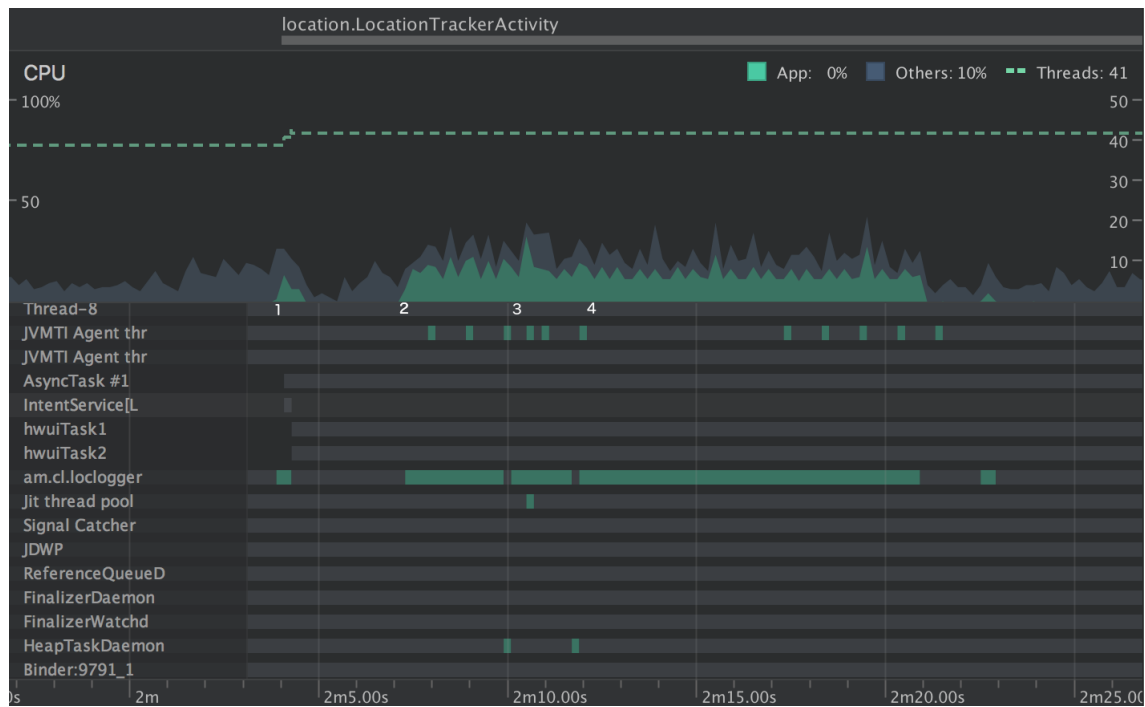 location.LocationTrackerActivity
CPU
App: 0% Others: 10% Threads: 41
100% 50
40
50 30
20
10
Thread-8 1 2 3 4
JVMTI Agent thr
JVMTI Agent thr
AsyncTask #1
IntentService[L
hwuiTask1
hwuiTask2
am.cl.loclogger
Jit thread pool
Signal Catcher
JDWP
ReferenceQueueD
FinalizerDaemon
FinalizerWatchd
HeapTaskDaemon
Binder:9791_1
2m 2m5.00s 2m10.00s 2m15.00s 2m20.00s 2m25.0